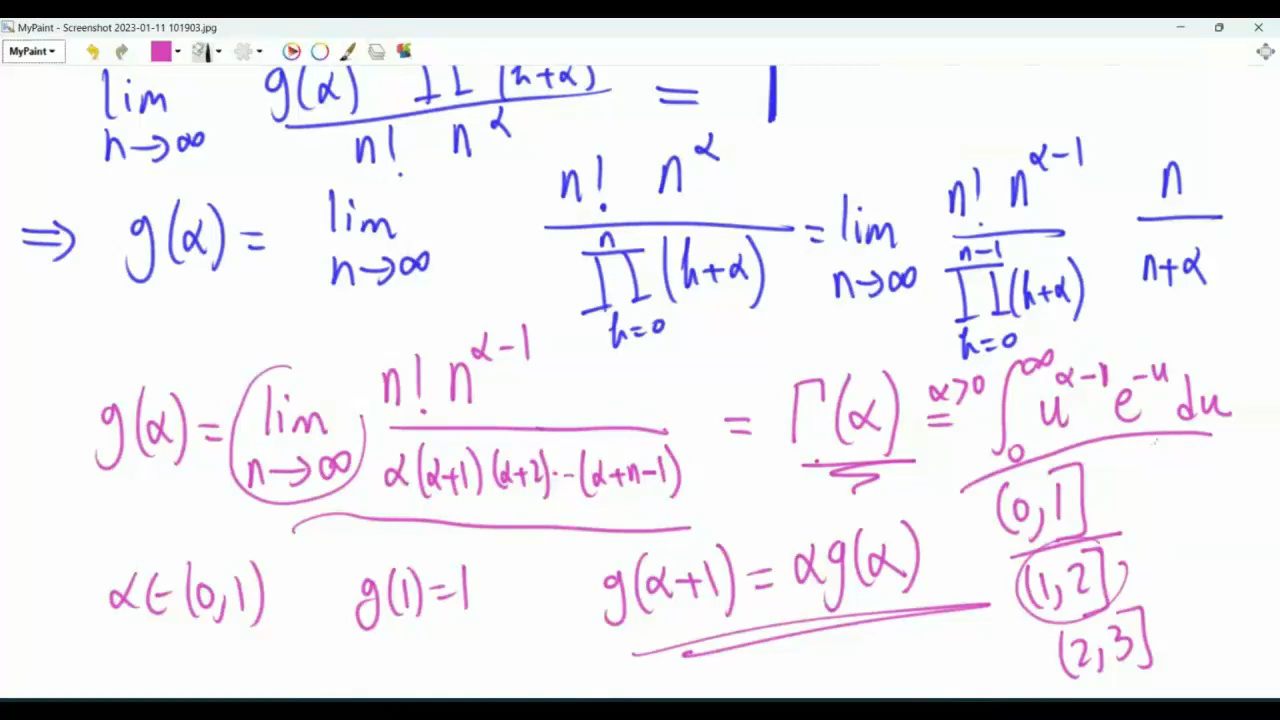 MyPaint - Screenshot 2023-01-11 101903.jpg
MyPaint
lim n→∞ g(α) ∏ (h+α) / n! n^α = 1
⇒ g(α) = lim n→∞ n! n^α / ∏_{h=0}^{n} (h+α) = lim n→∞ n! n^{α-1} / ∏_{h=0}^{n-1} (h+α) n / n+α
g(α) = lim n→∞ n! n^{α-1} / α(α+1)(α+2)···(α+n-1) = Γ(α) =^{α>0} ∫_0^∞ u^{α-1} e^{-u} du
(0,1]
α∈(0,1) g(1)=1 g(α+1) = αg(α) (1,2]
(2,3]